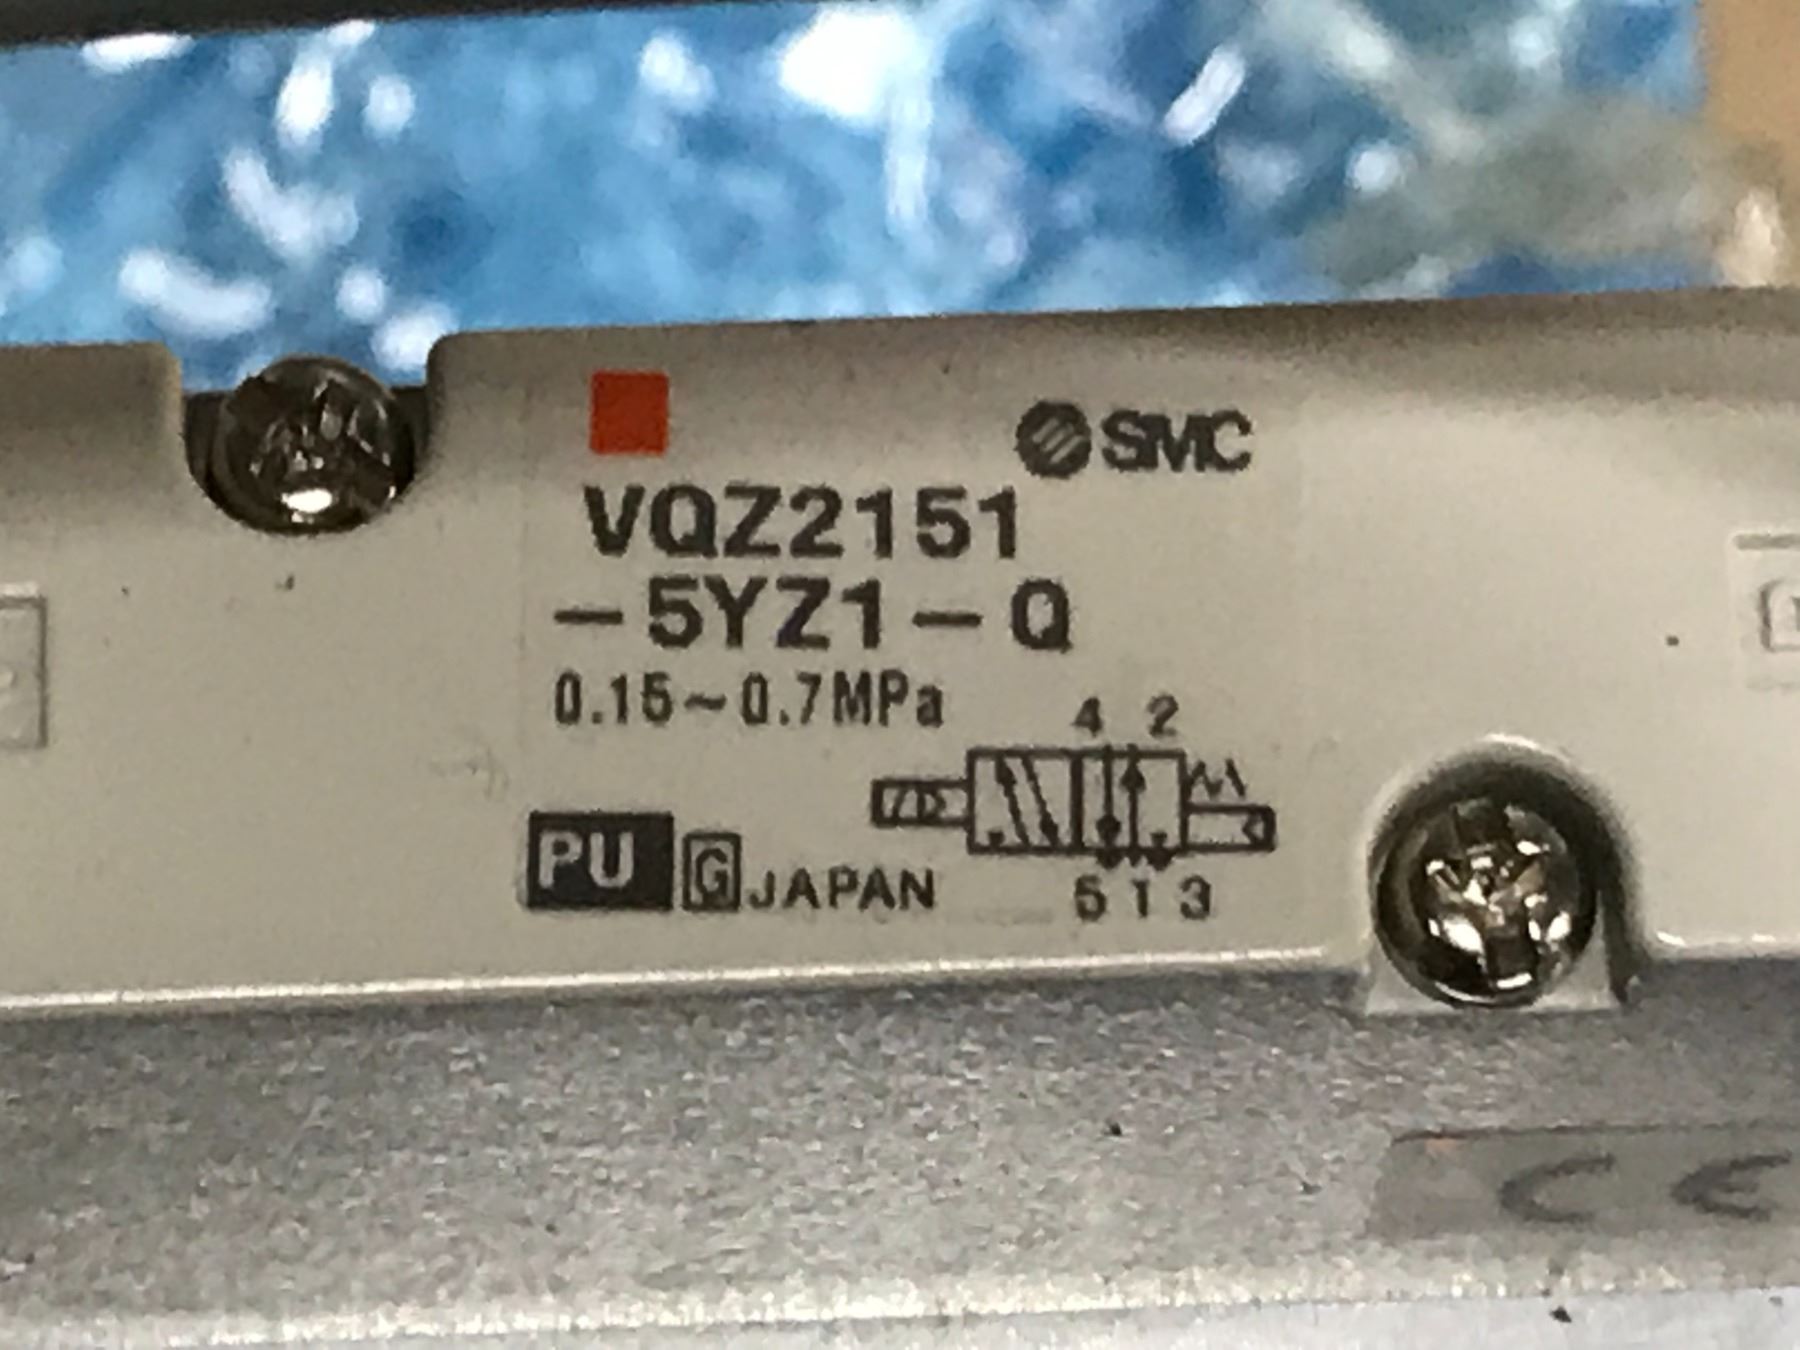 SMC
VQZ2151
-5YZ1-Q
0.15~0.7MPa
4 2
PU G JAPAN
5 1 3
CE